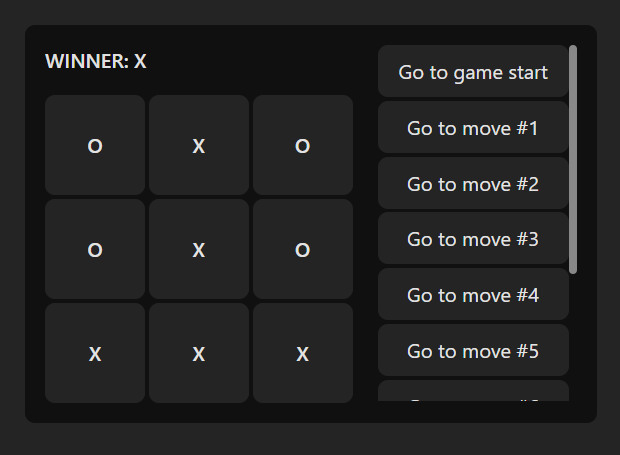 WINNER: X
O X O
O X O
X X X
Go to game start
Go to move #1
Go to move #2
Go to move #3
Go to move #4
Go to move #5